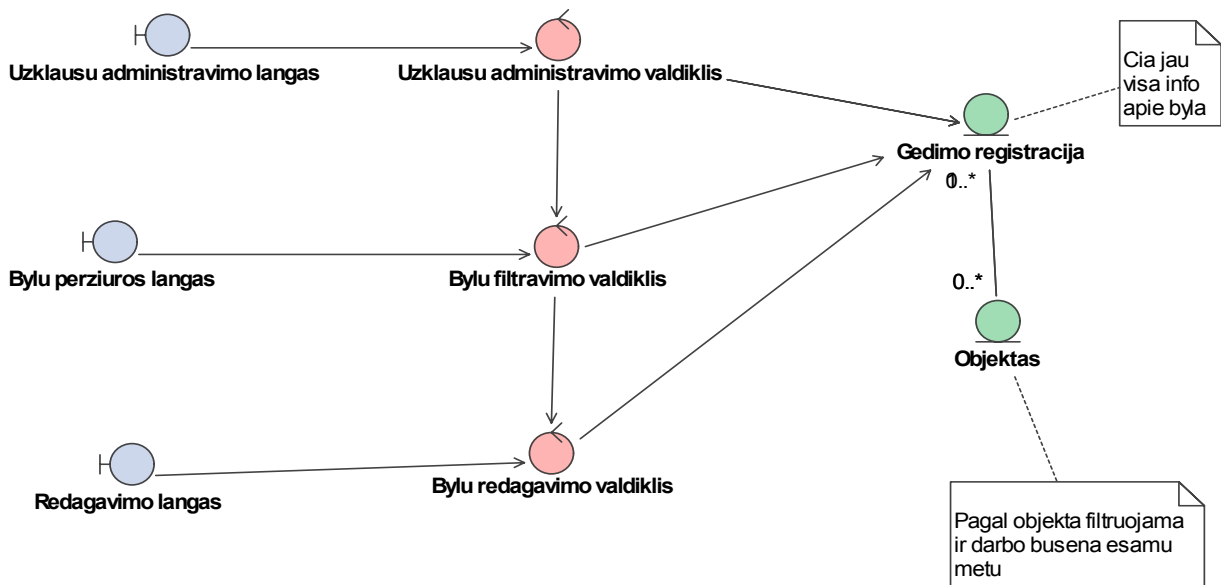 Uzklausu administravimo langas
Uzklausu administravimo valdiklis
Cia jau
visa info
apie byla
Gedimo registracija
0..*
Bylu perziuros langas
Bylu filtravimo valdiklis
0..*
Objektas
Redagavimo langas
Bylu redagavimo valdiklis
Pagal objekta filtruojama
ir darbo busena esamu
metu